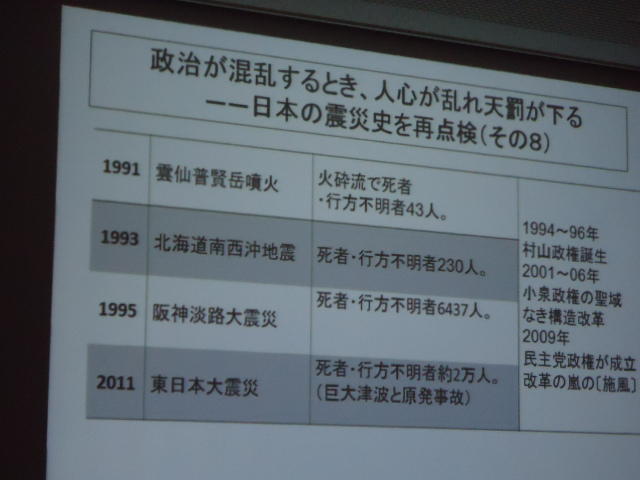 政治が混乱するとき、人心が乱れ天罰が下る
ーー日本の震災史を再点検(その8)
1991 雲仙普賢岳噴火 火砕流で死者
・行方不明者43人。
1993 北海道南西沖地震 死者・行方不明者230人。
1995 阪神淡路大震災 死者・行方不明者6437人。
2011 東日本大震災 死者・行方不明者約2万人。
(巨大津波と原発事故)
1994~96年
村山政権誕生
2001~06年
小泉政権の聖域
なき構造改革
2009年
民主党政権が成立
改革の嵐の〔施風〕